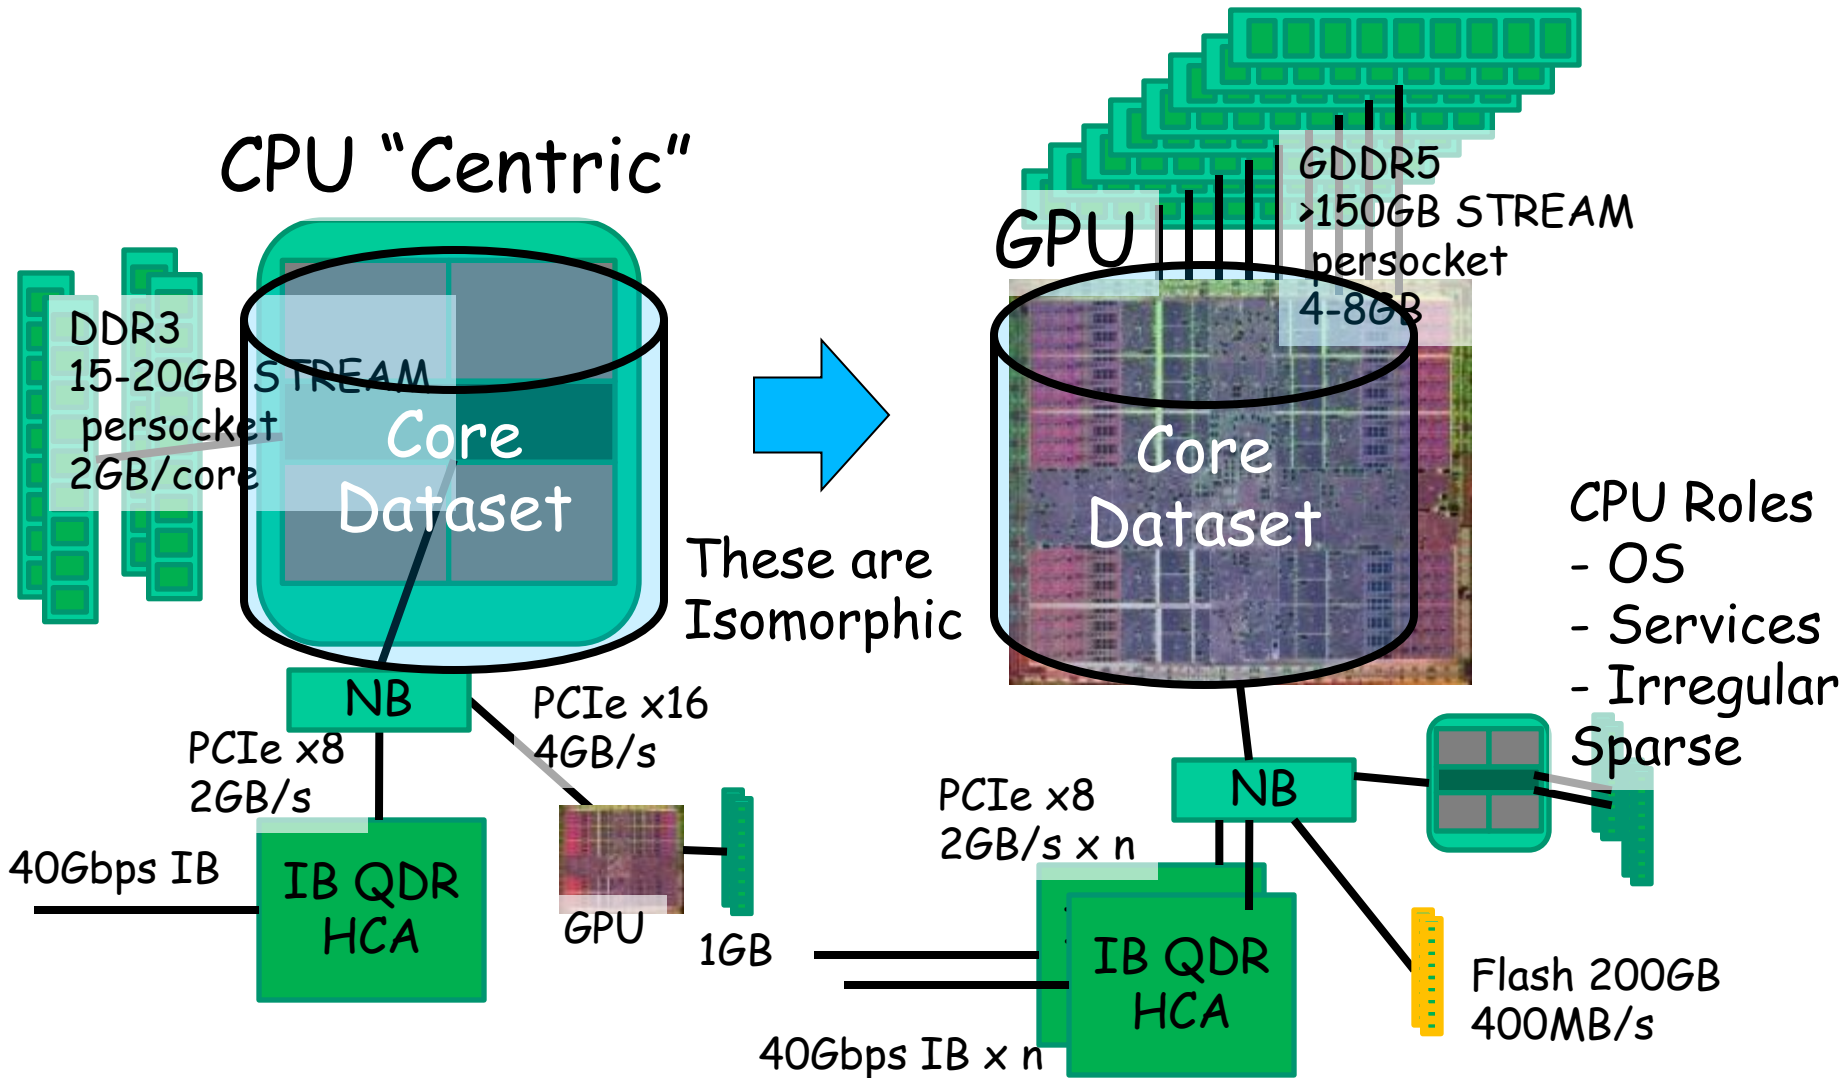 CPU “Centric”
DDR3
15-20GB STREAM
persocket
2GB/core
Core
Dataset
NB
PCIe x8
2GB/s
PCIe x16
4GB/s
40Gbps IB
IB QDR
HCA
GPU
1GB
These are
Isomorphic
GPU
GDDR5
>150GB STREAM
persocket
4-8GB
Core
Dataset
CPU Roles
- OS
- Services
- Irregular
Sparse
NB
PCIe x8
2GB/s x n
IB QDR
HCA
40Gbps IB x n
Flash 200GB
400MB/s